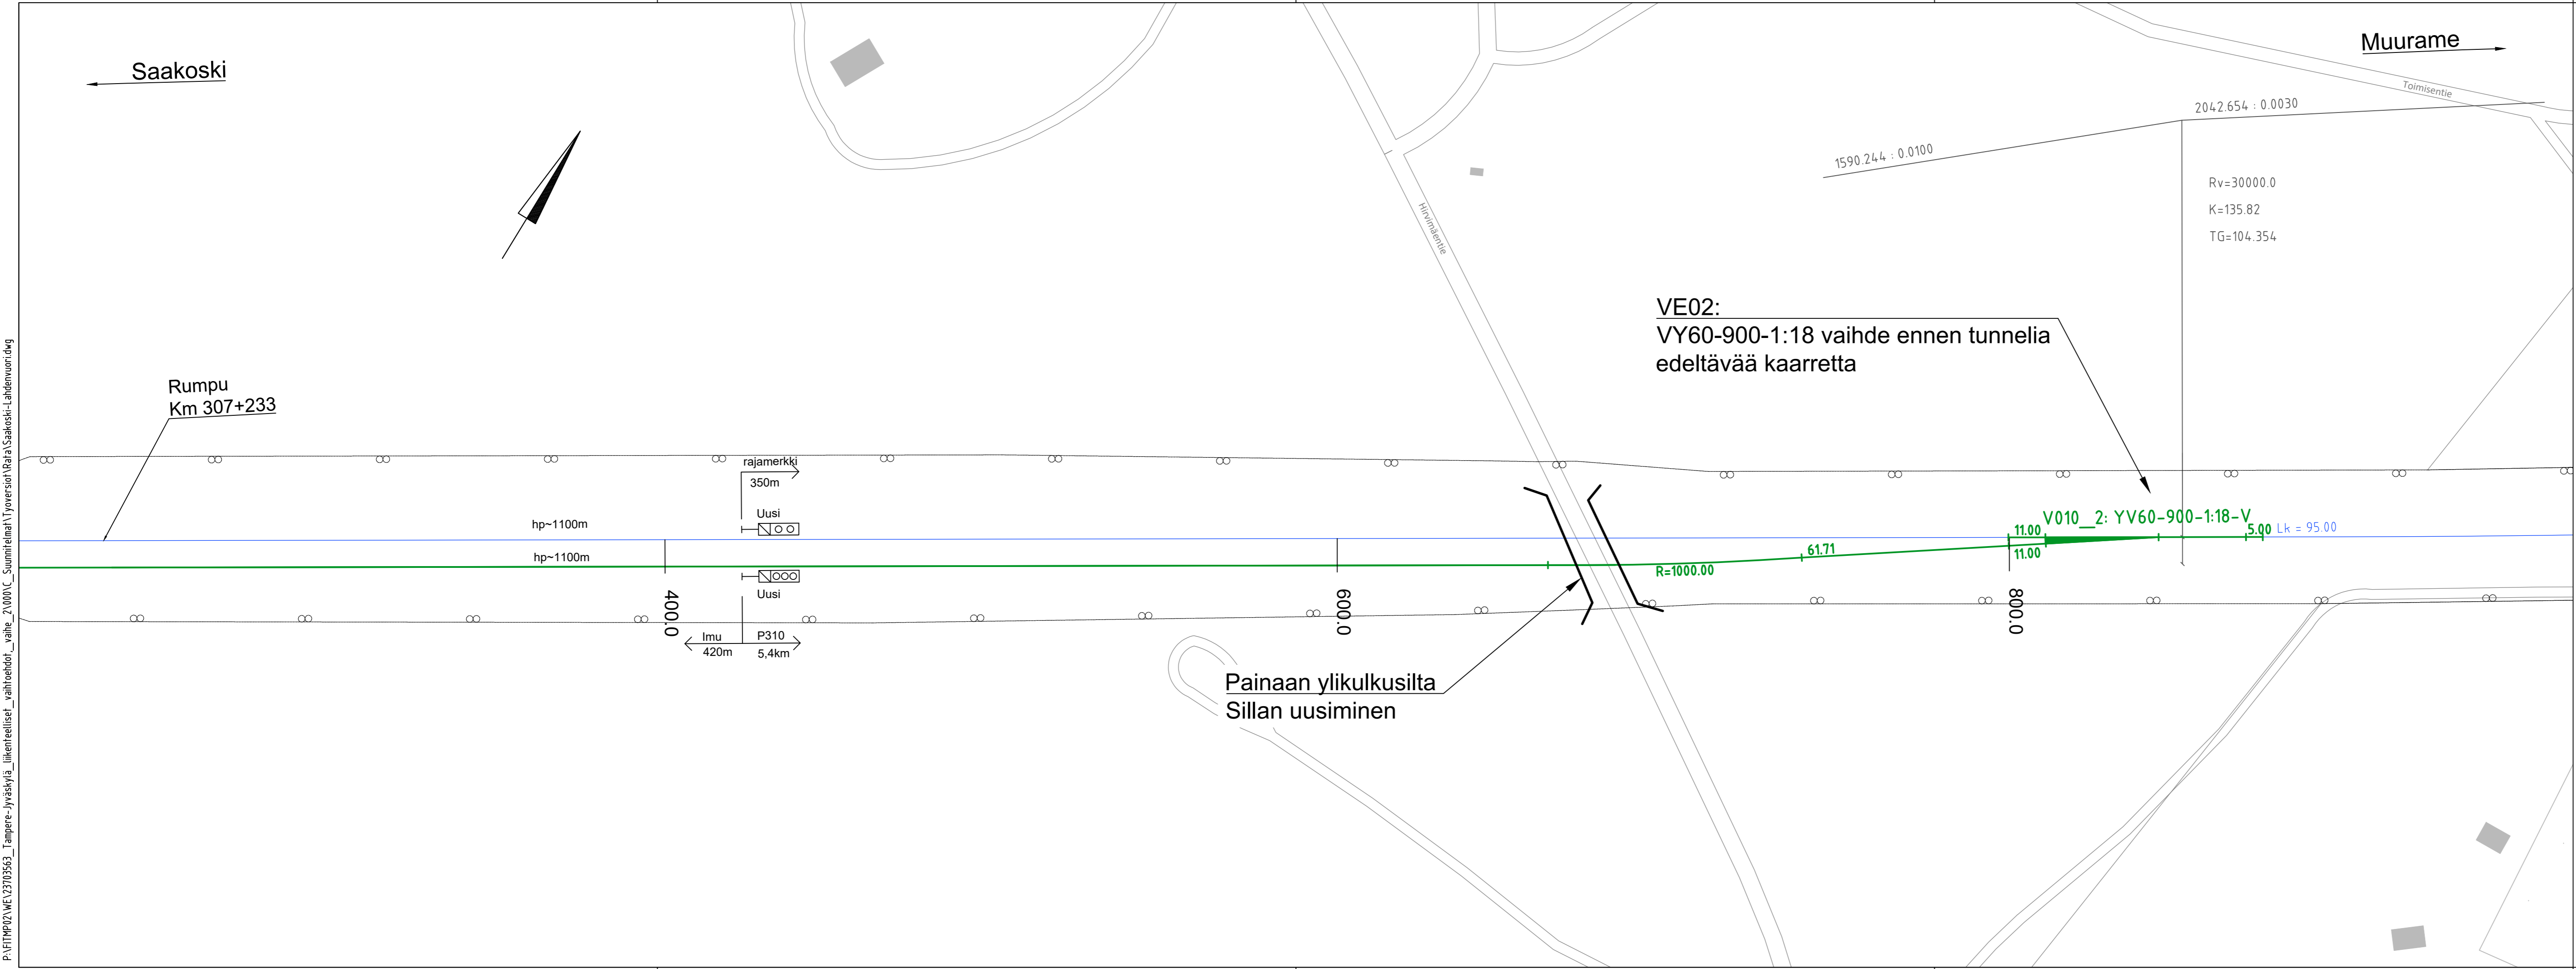 Saakoski
Muurame
Toimisentie
2042.654 : 0.0030
1590.244 : 0.0100
Rv=30000.0
K=135.82
TG=104.354
Hirvimäentie
VE02:
VY60-900-1:18 vaihde ennen tunnelia
edeltävää kaarretta
Rumpu
Km 307+233
rajamerkki
350m
Uusi
hp~1100m
hp~1100m
Uusi
V010__2: YV60-900-1:18-V
11.00
5.00
Lk = 95.00
61.71
11.00
R=1000.00
400.0
600.0
800.0
Imu
P310
420m
5,4km
Painaan ylikulkusilta
Sillan uusiminen
P:\FITMP02\WE\23703563_Tampere-Jyväskylä_liikenteelliset_vaihtoehdot_vaihe_2\000\C_Suunnitelmat\Tyoversiot\Rata\Saakoski-Lahdenvuori.dwg